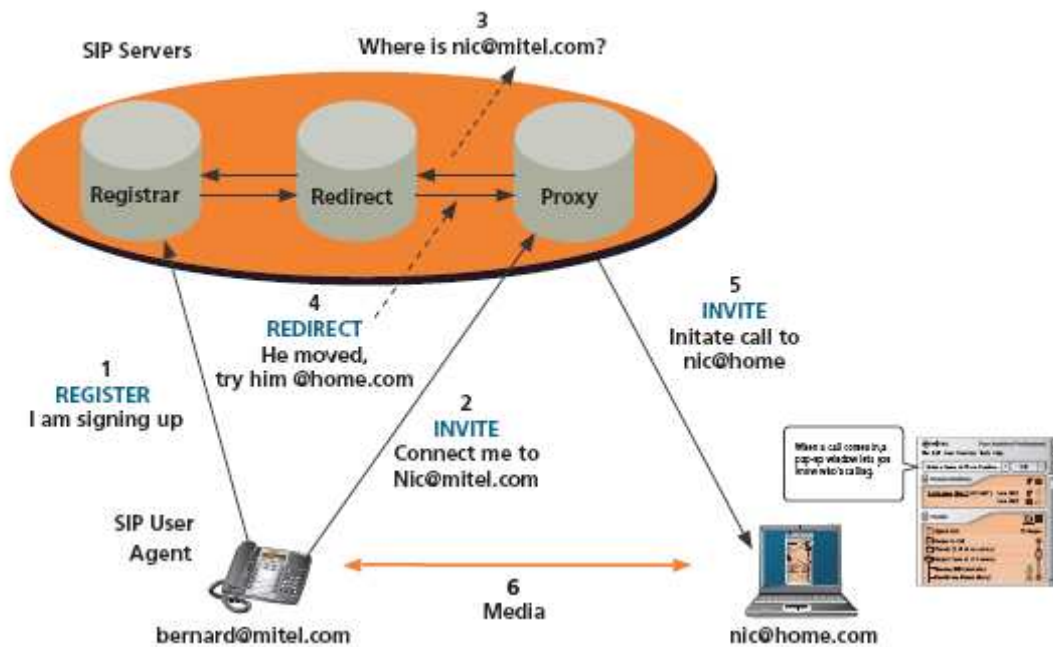 3
Where is nic@mitel.com?
SIP Servers
Registrar
Redirect
Proxy
4
REDIRECT
He moved,
try him @home.com
5
INVITE
Initate call to
nic@home
1
REGISTER
I am signing up
2
INVITE
Connect me to
Nic@mitel.com
When a call comes in, a
pop-up window lets you
know who's calling.
SIP User
Agent
6
Media
bernard@mitel.com
nic@home.com